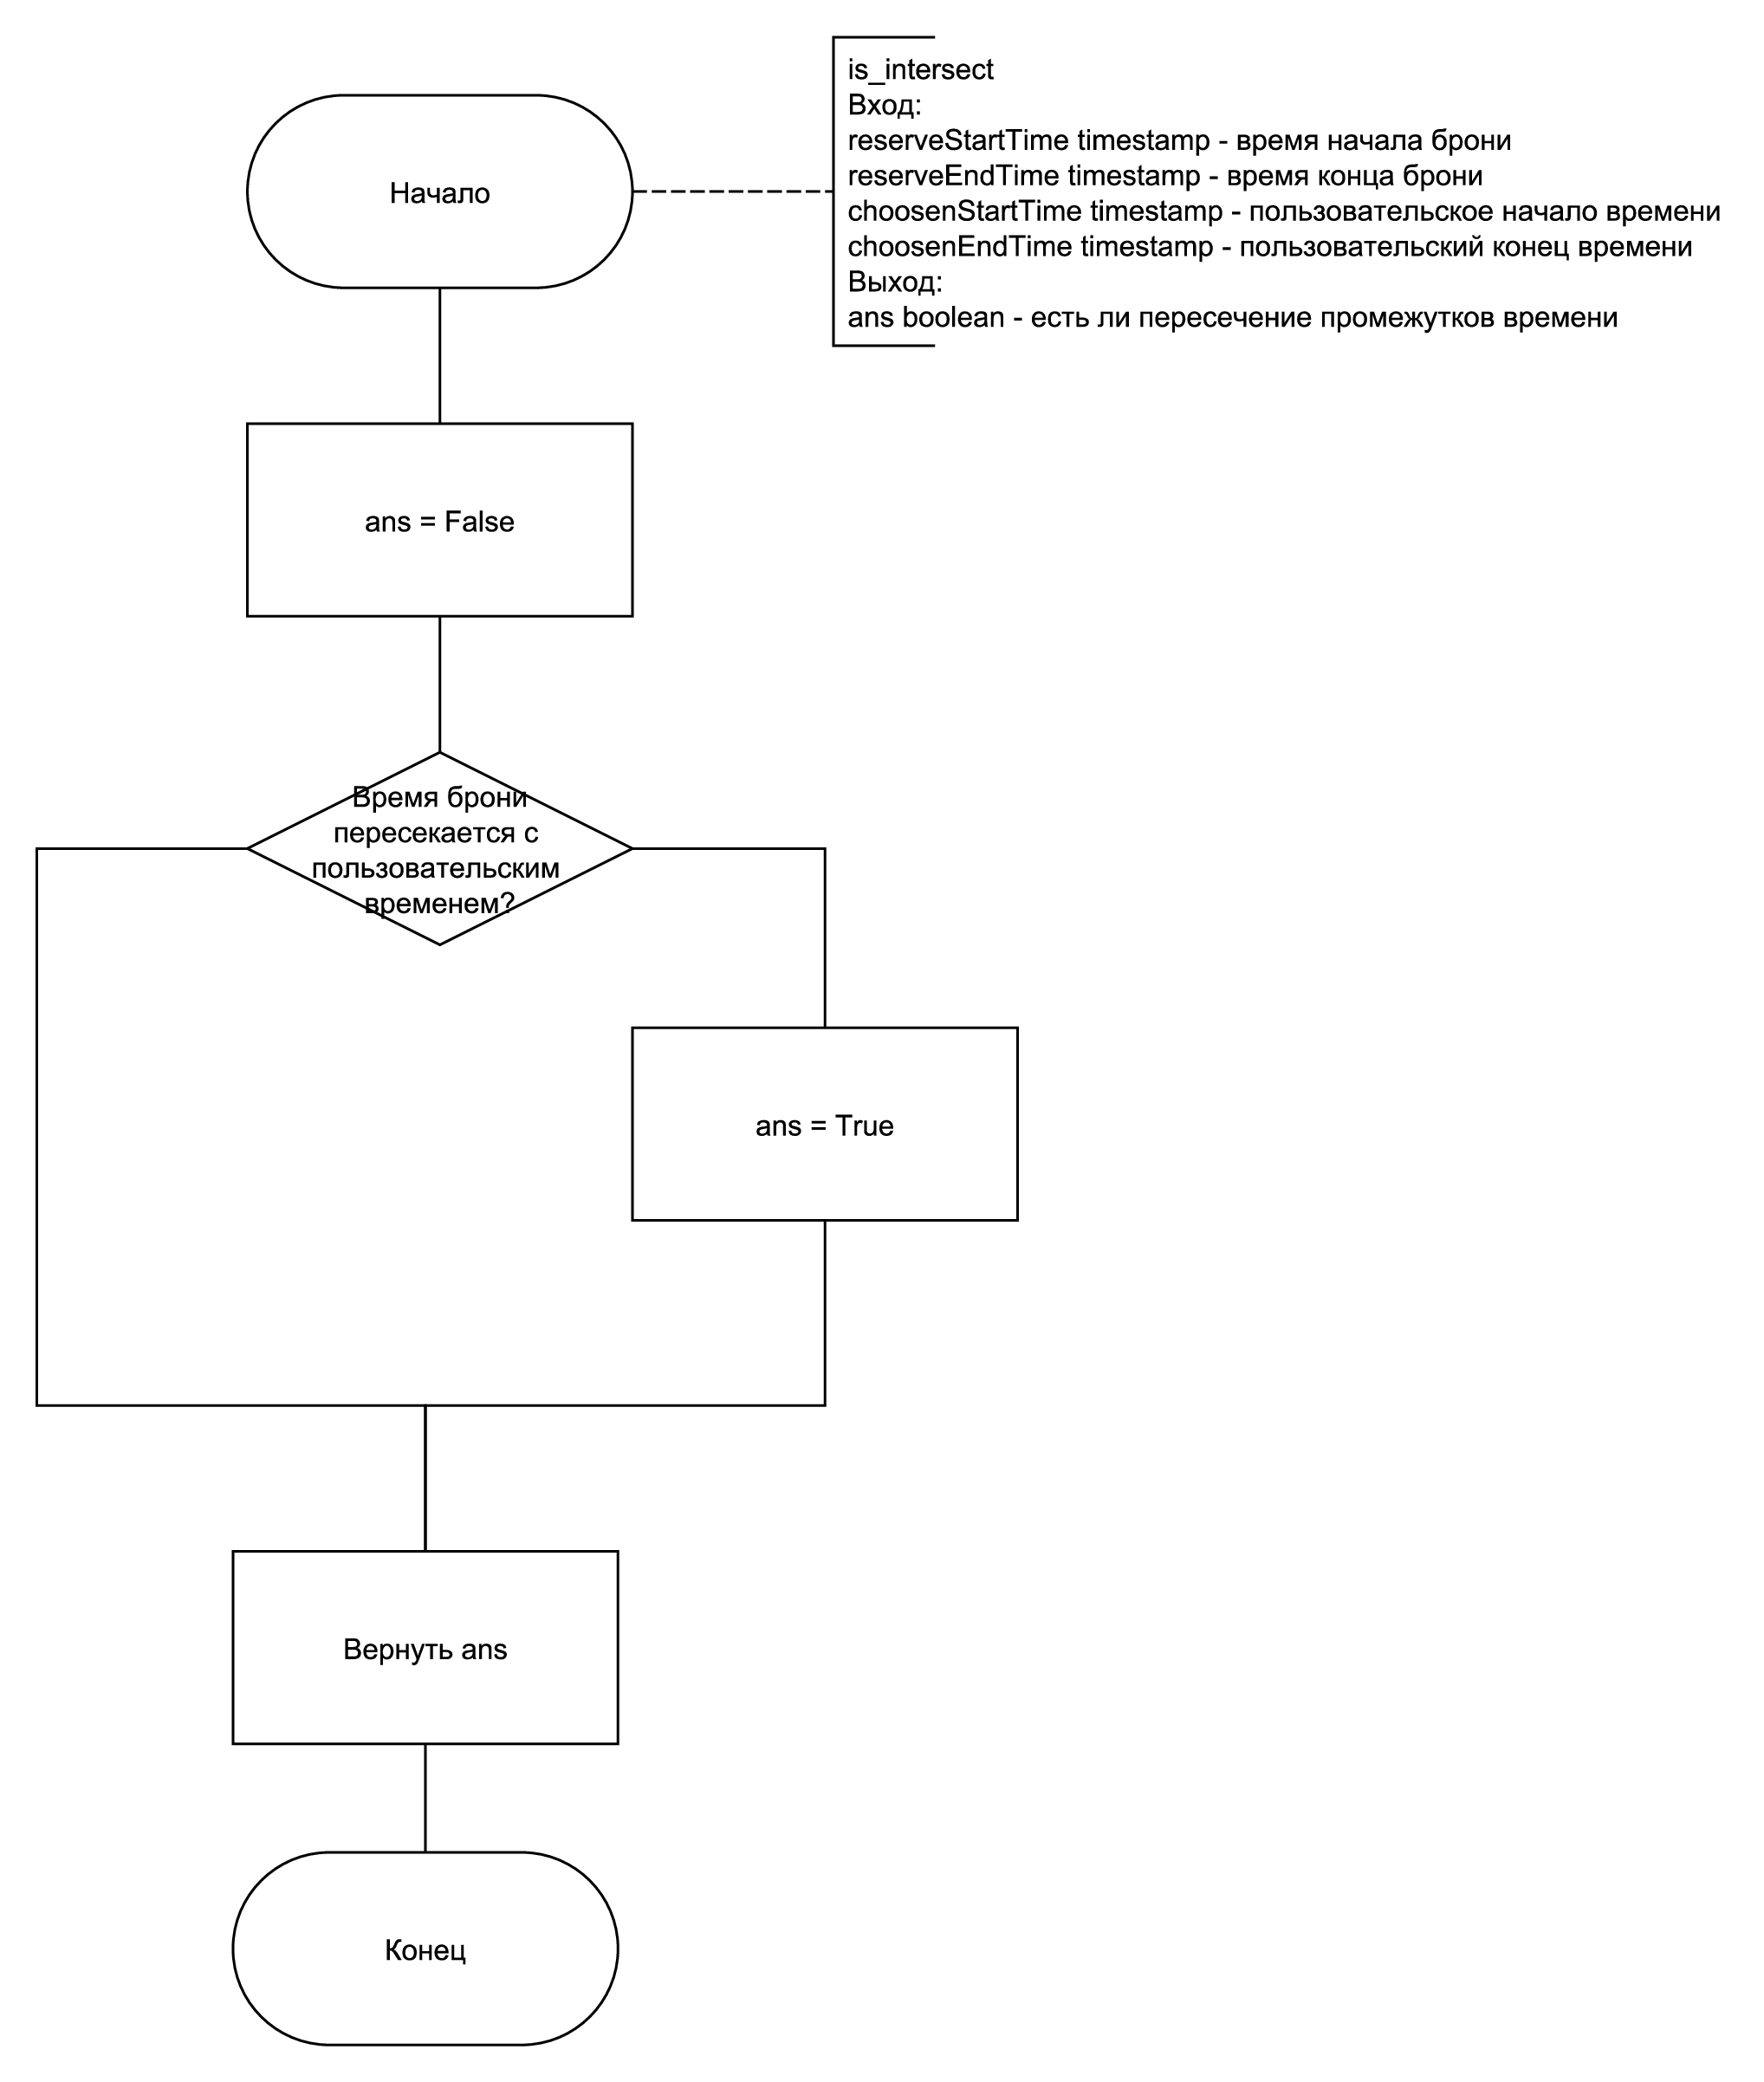 is_intersect
Вход:
reserveStartTime timestamp - время начала брони
reserveEndTime timestamp - время конца брони
choosenStartTime timestamp - пользовательское начало времени
choosenEndTime timestamp - пользовательский конец времени
Выход:
ans boolean - есть ли пересечение промежутков времени
Начало
ans = False
Время брони
пересекается с
пользовательским
временем?
ans = True
Вернуть ans
Конец